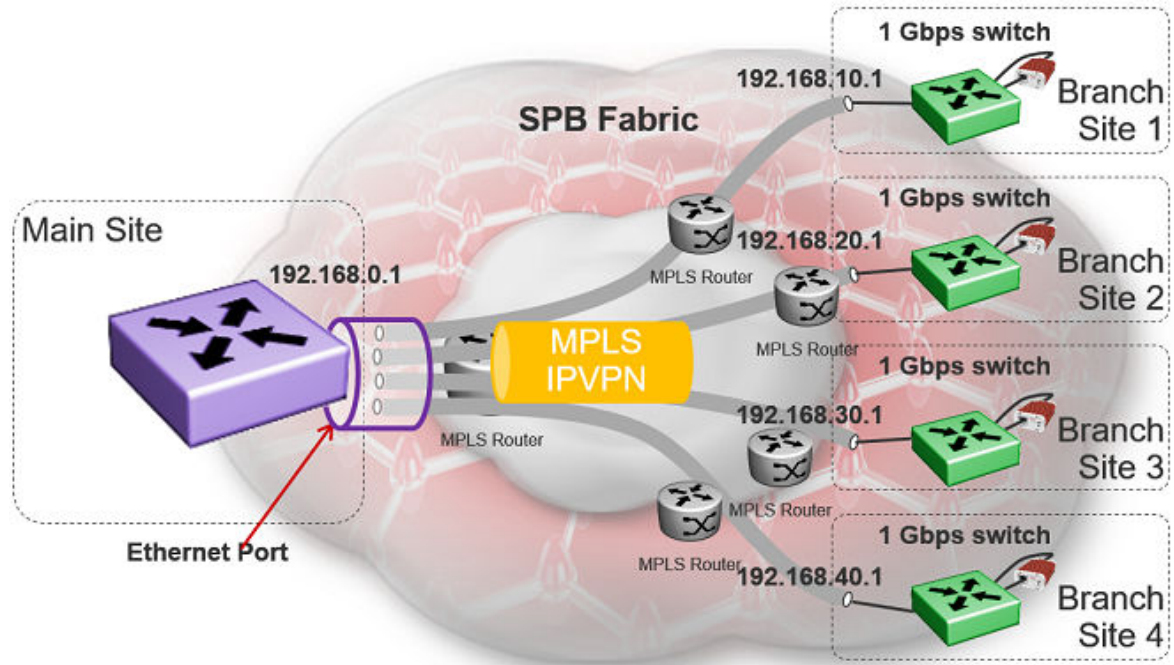 1 Gbps switch
192.168.10.1
Branch
Site 1
SPB Fabric
Main Site
192.168.0.1
MPLS Router
1 Gbps switch
192.168.20.1
Branch
Site 2
MPLS Router
MPLS
IPVPN
MPLS Router
1 Gbps switch
192.168.30.1
Branch
Site 3
MPLS Router
Ethernet Port
MPLS Router
1 Gbps switch
192.168.40.1
Branch
Site 4